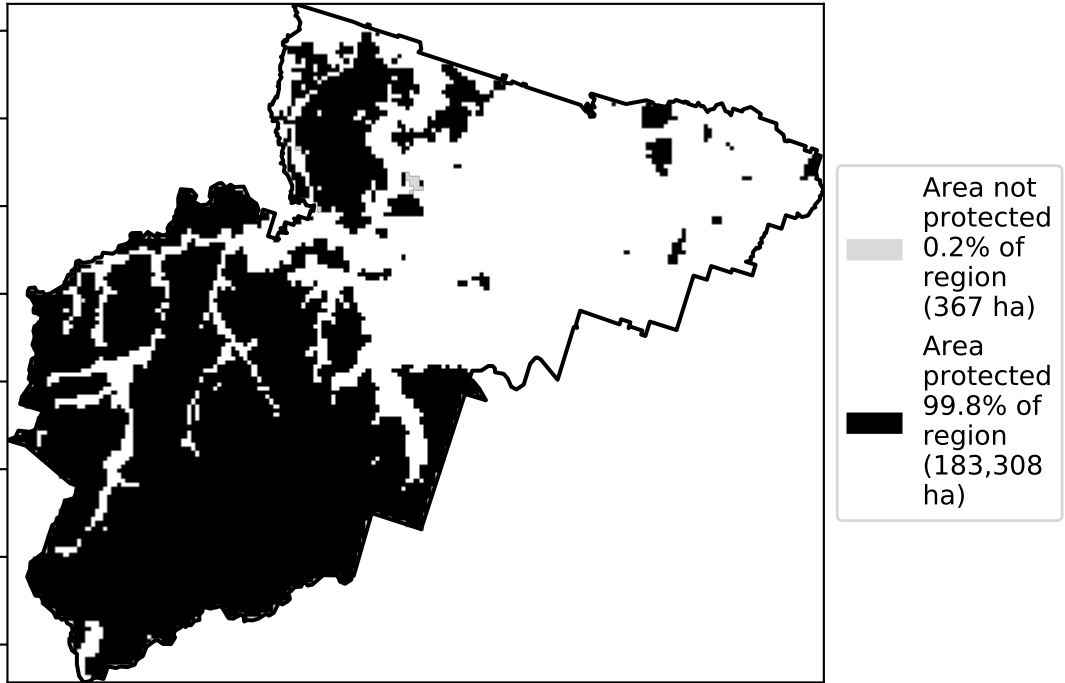 Area not
protected
0.2% of
region
(367 ha)
Area
protected
99.8% of
region
(183,308
ha)